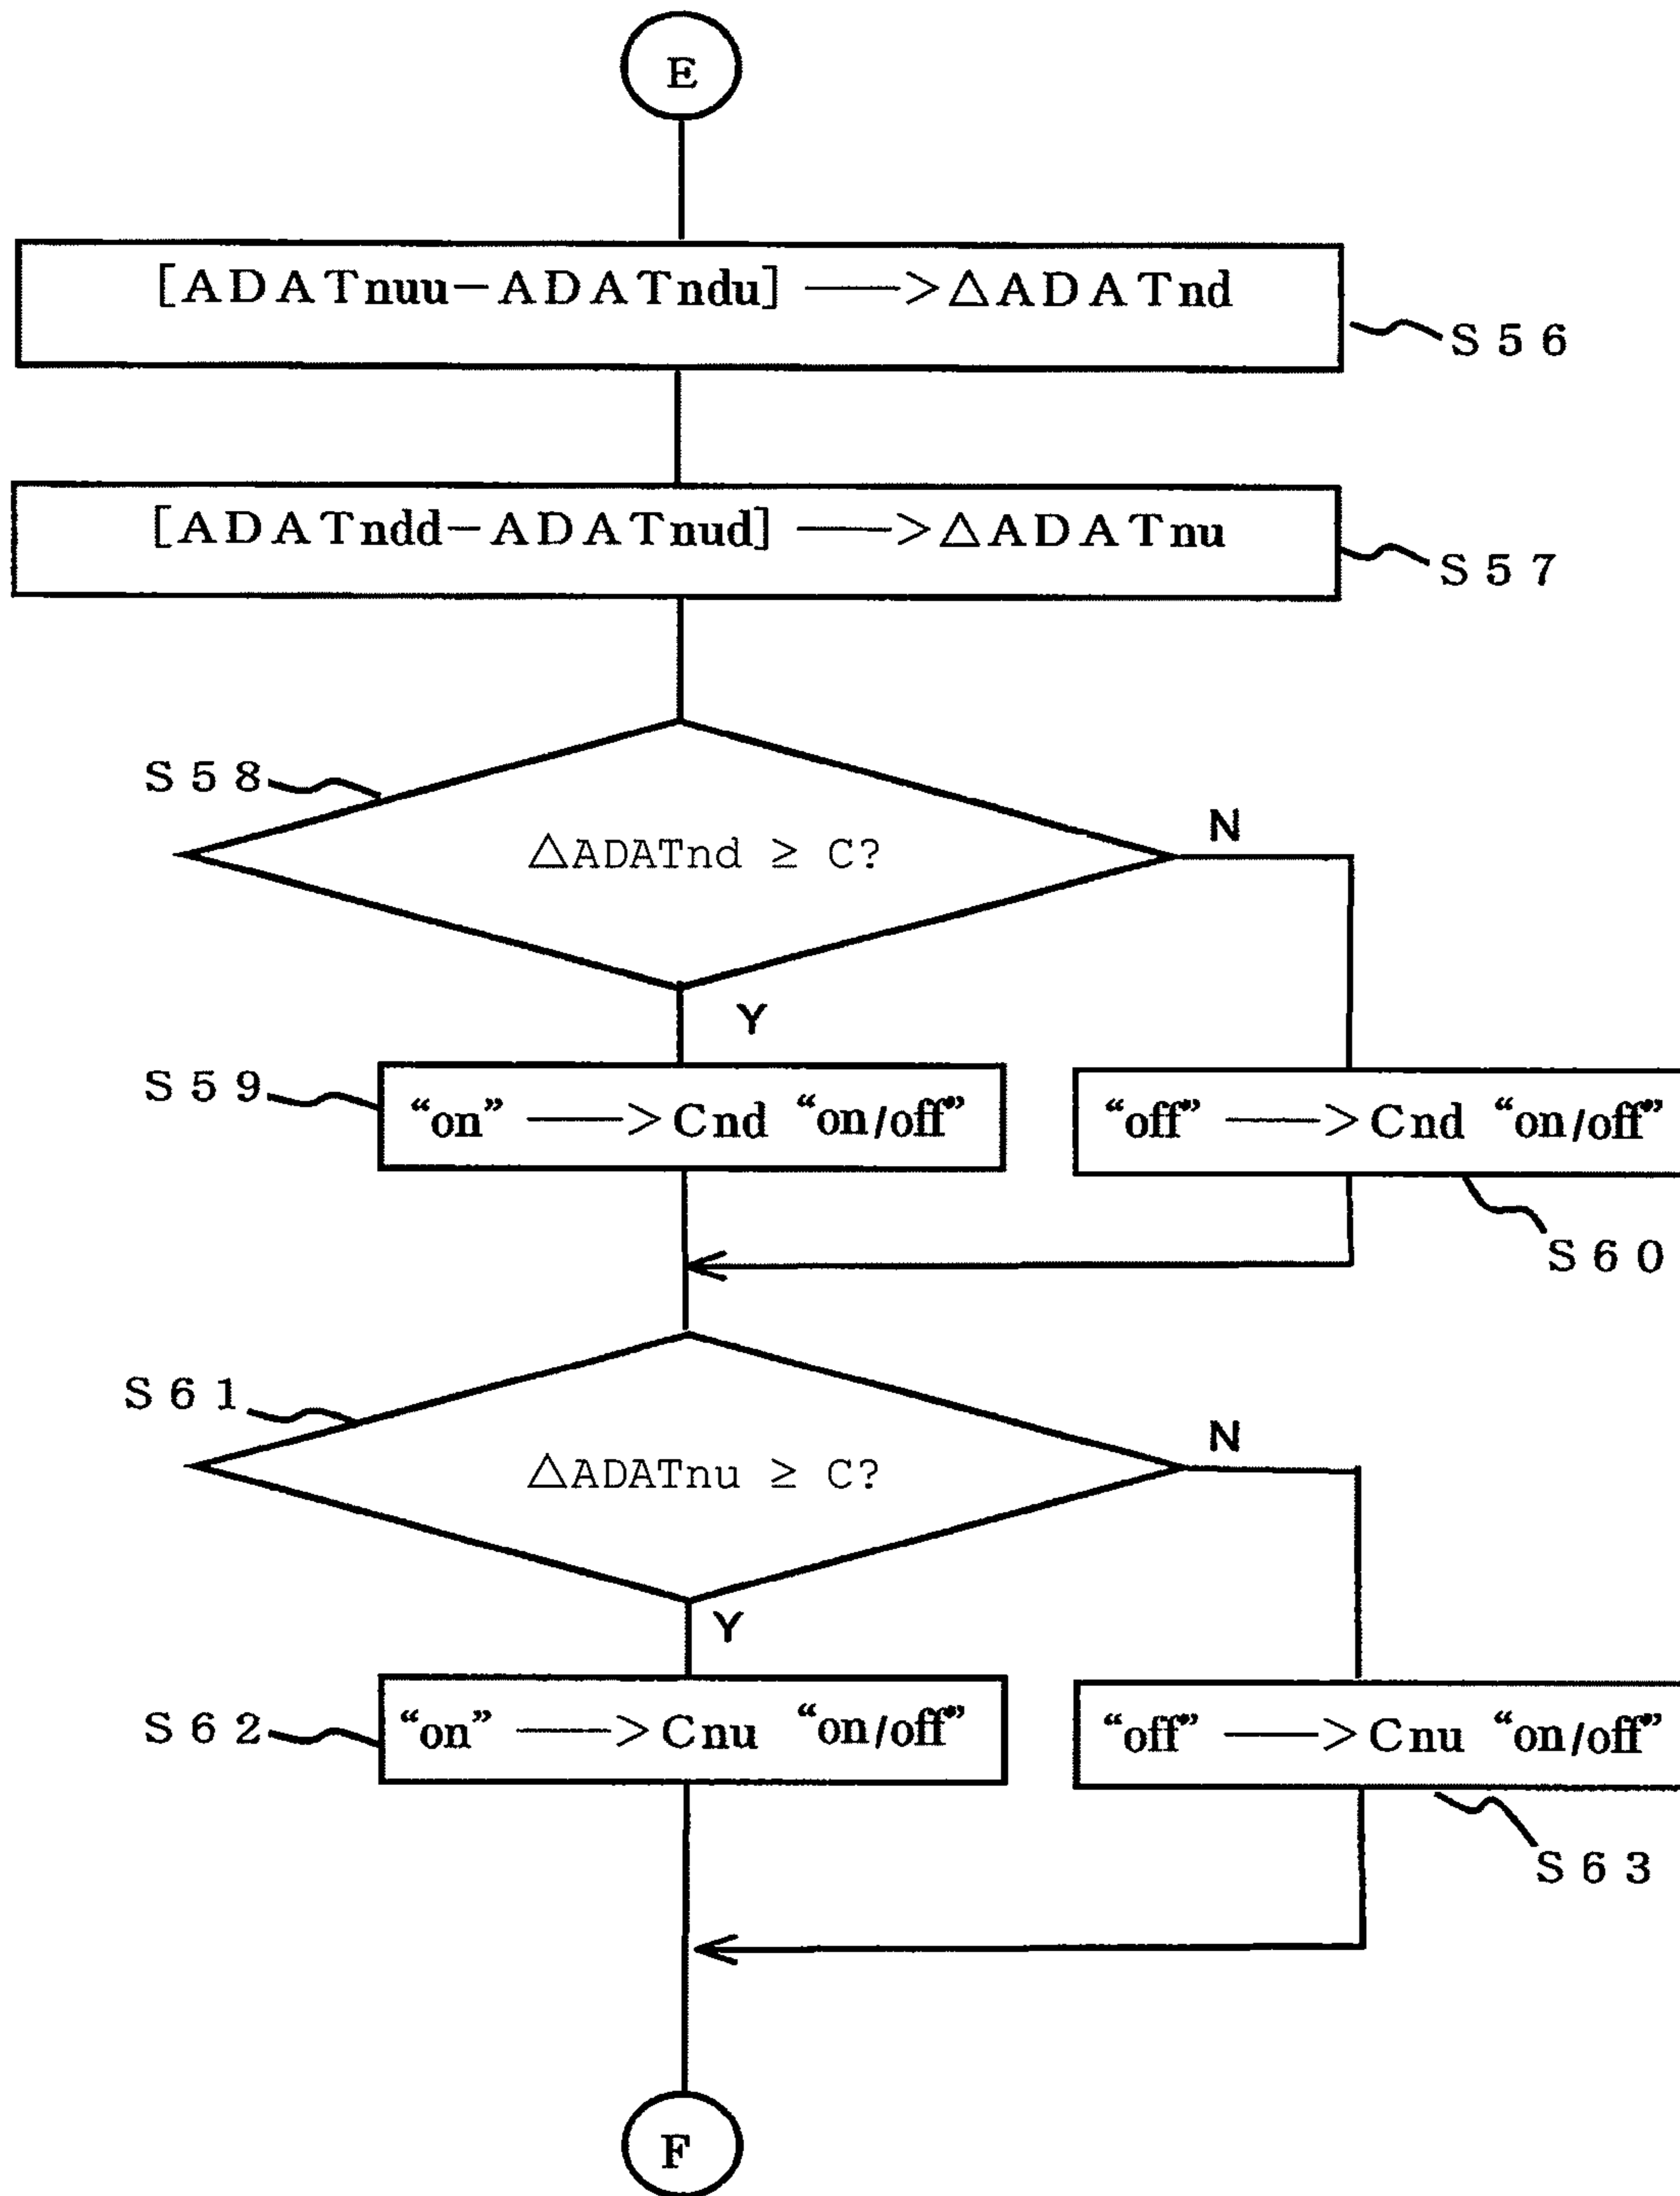 E
[ADATnuu−ADATndu] ——>△ADATnd
S56
[ADATndd−ADATnud] ——>△ADATnu
S57
S58
△ADATnd ≥ C?
N
Y
S59
“on” ——>Cnd “on/off”
“off” ——>Cnd “on/off”
S60
S61
△ADATnu ≥ C?
N
Y
S62
“on” ——>Cnu “on/off”
“off” ——>Cnu “on/off”
S63
F